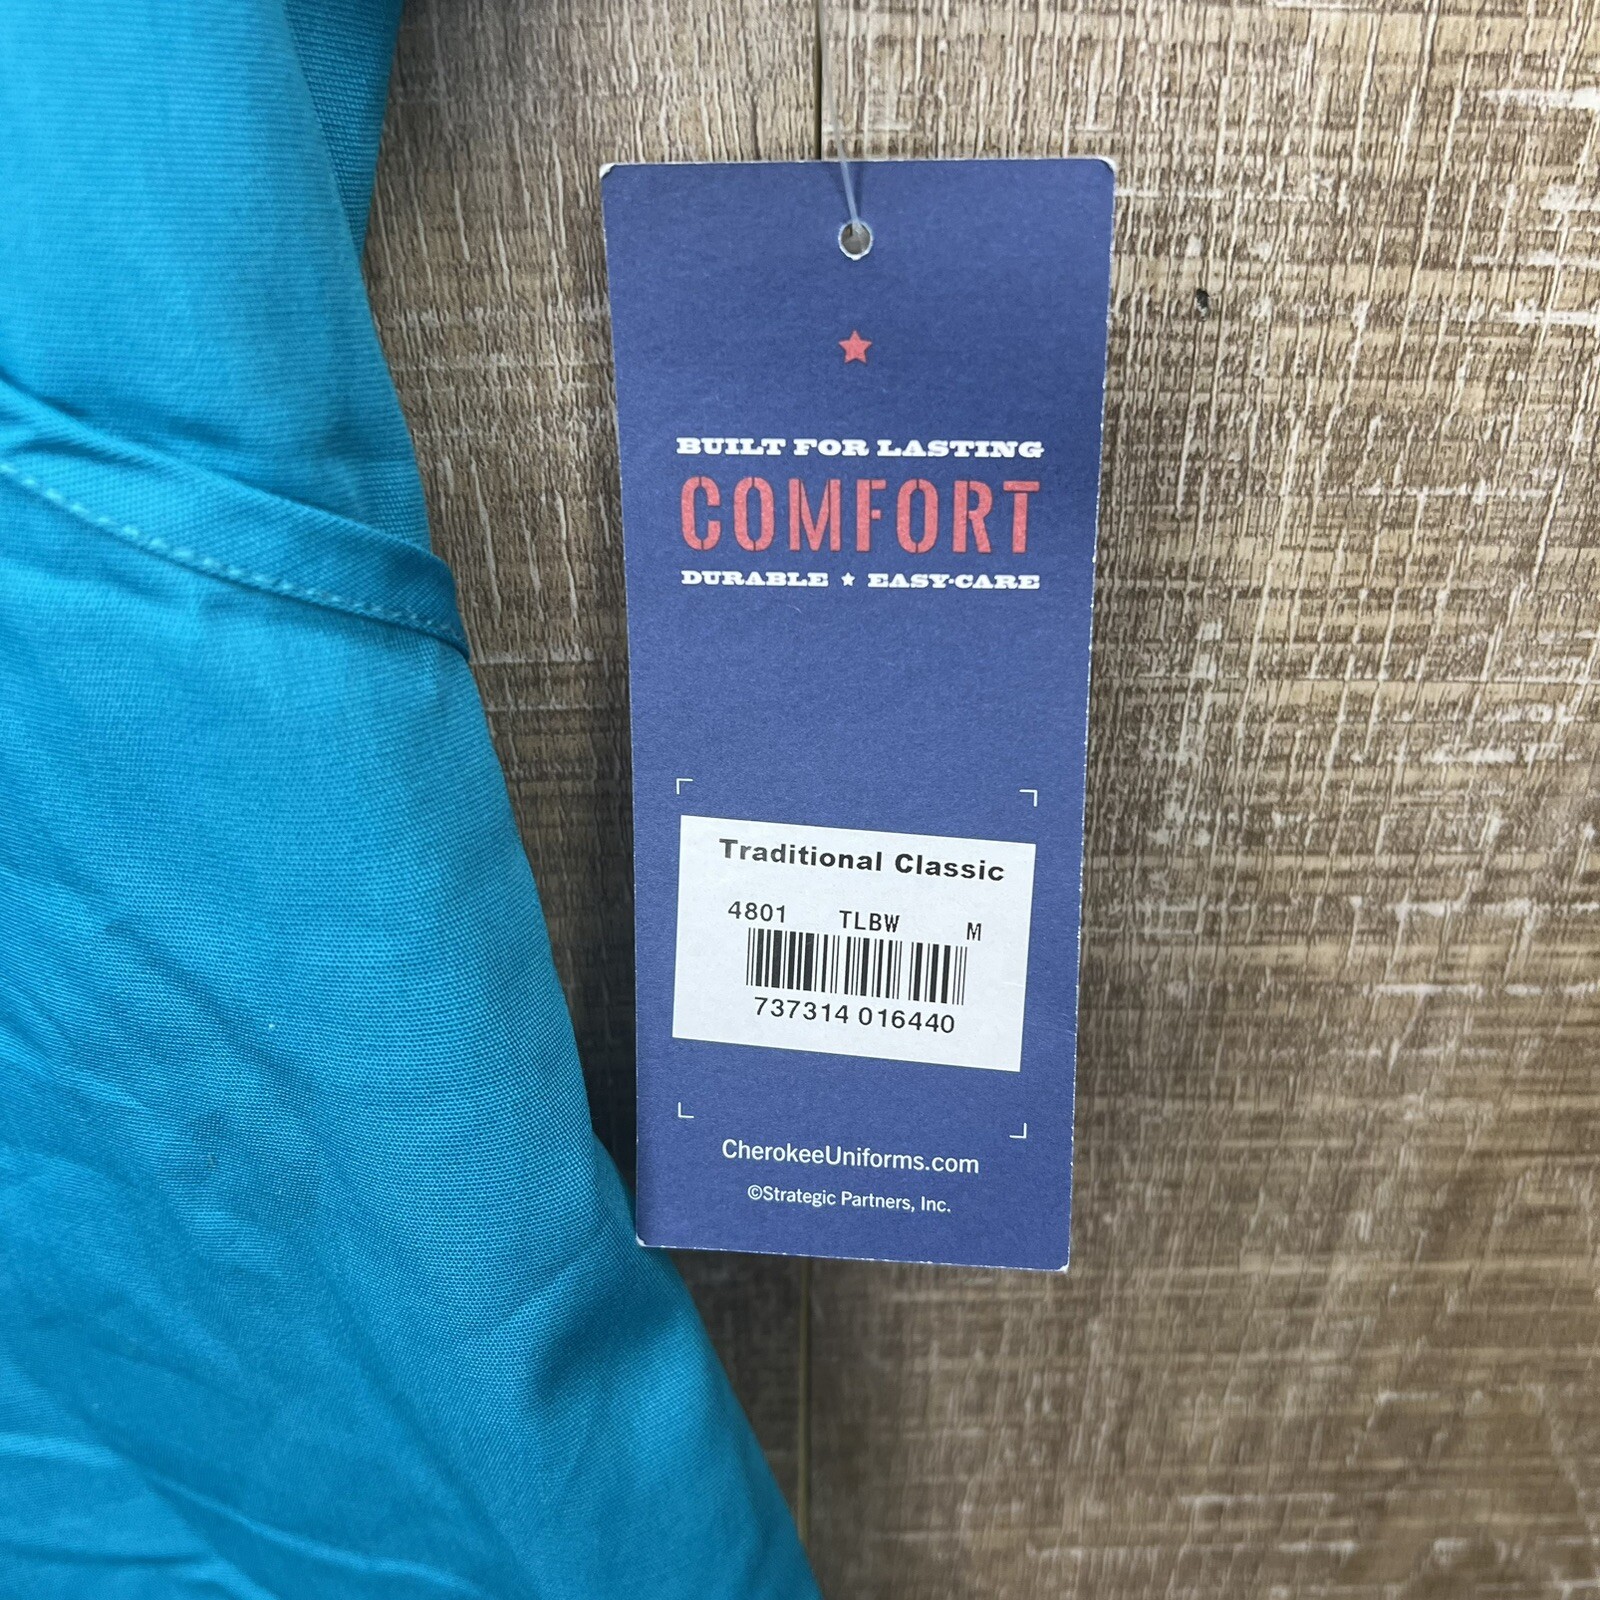 BUILT FOR LASTING
COMFORT
DURABLE ★ EASY-CARE
Traditional Classic
4801 TLBW M
737314 016440
CherokeeUniforms.com
©Strategic Partners, Inc.